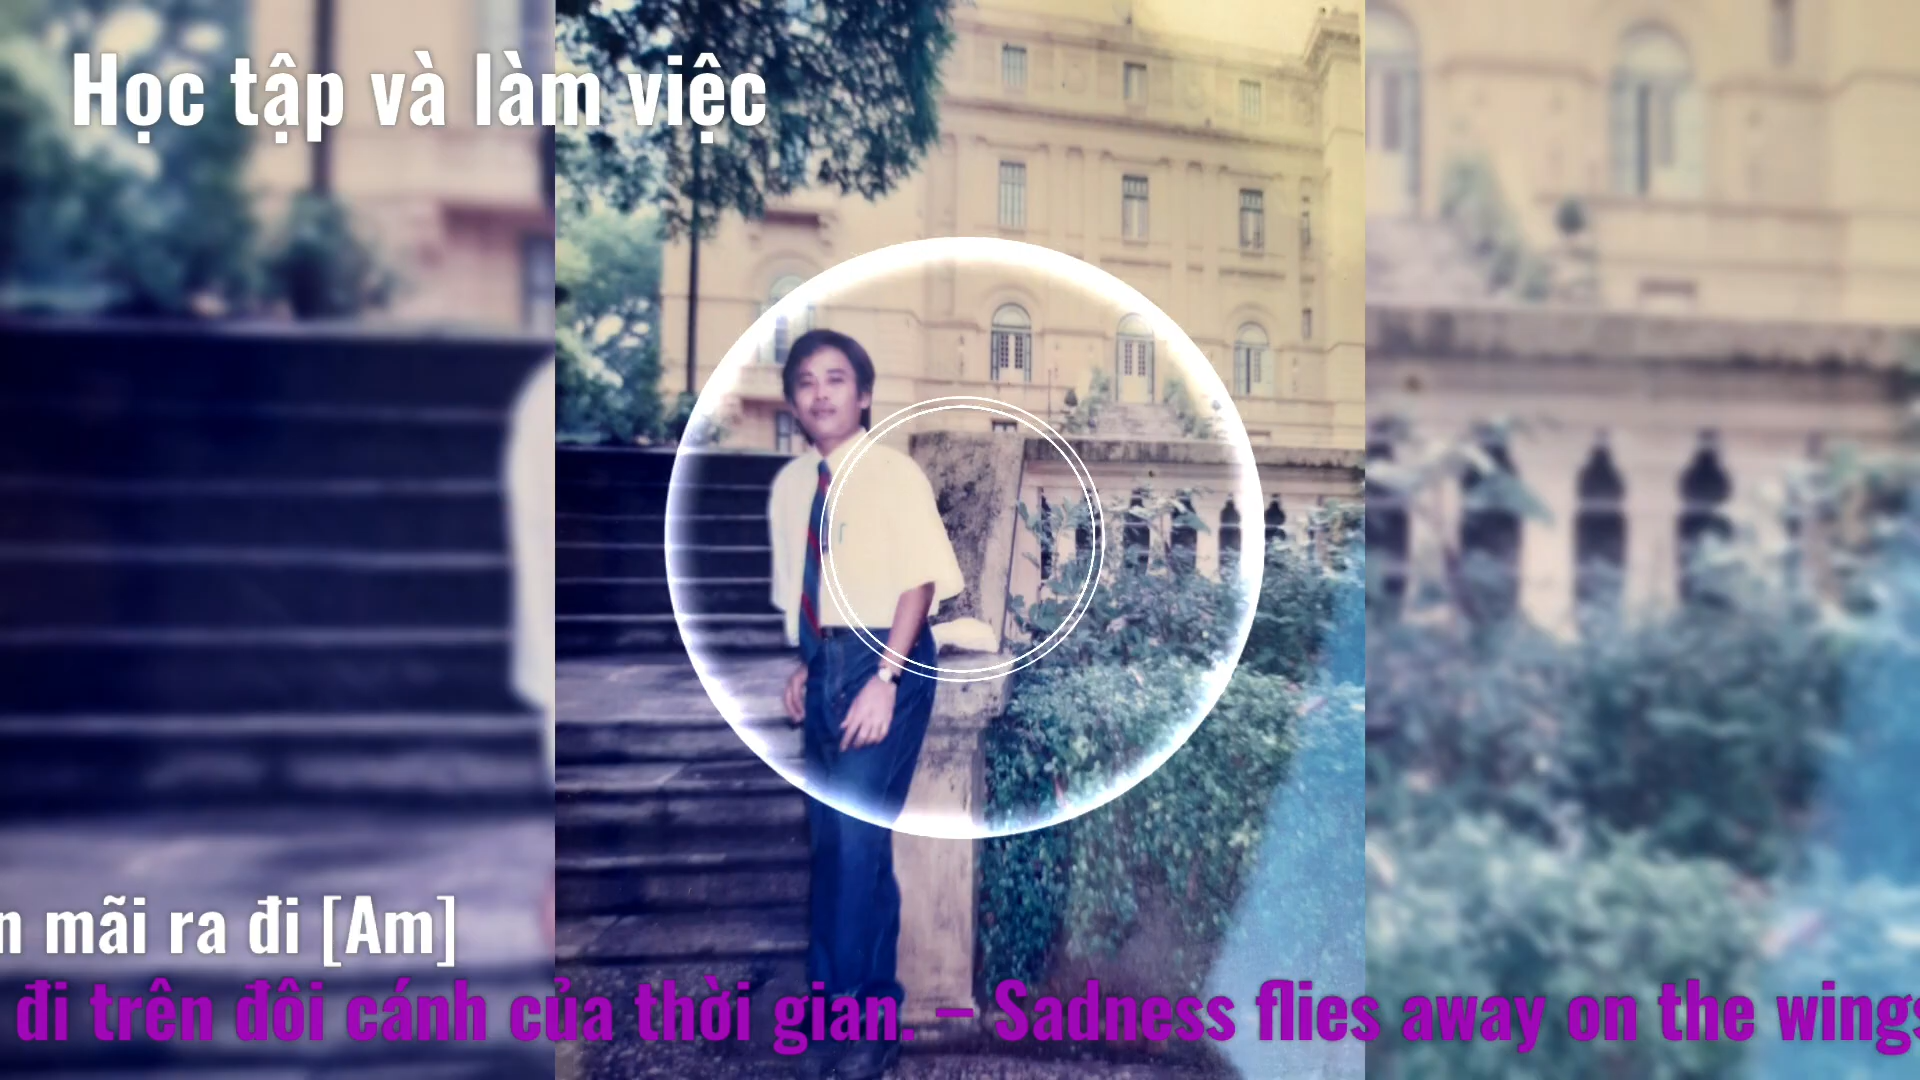 Học tập và làm việc
n mãi ra đi [Am]
đi trên đôi cánh của thời gian. – Sadness flies away on the wings